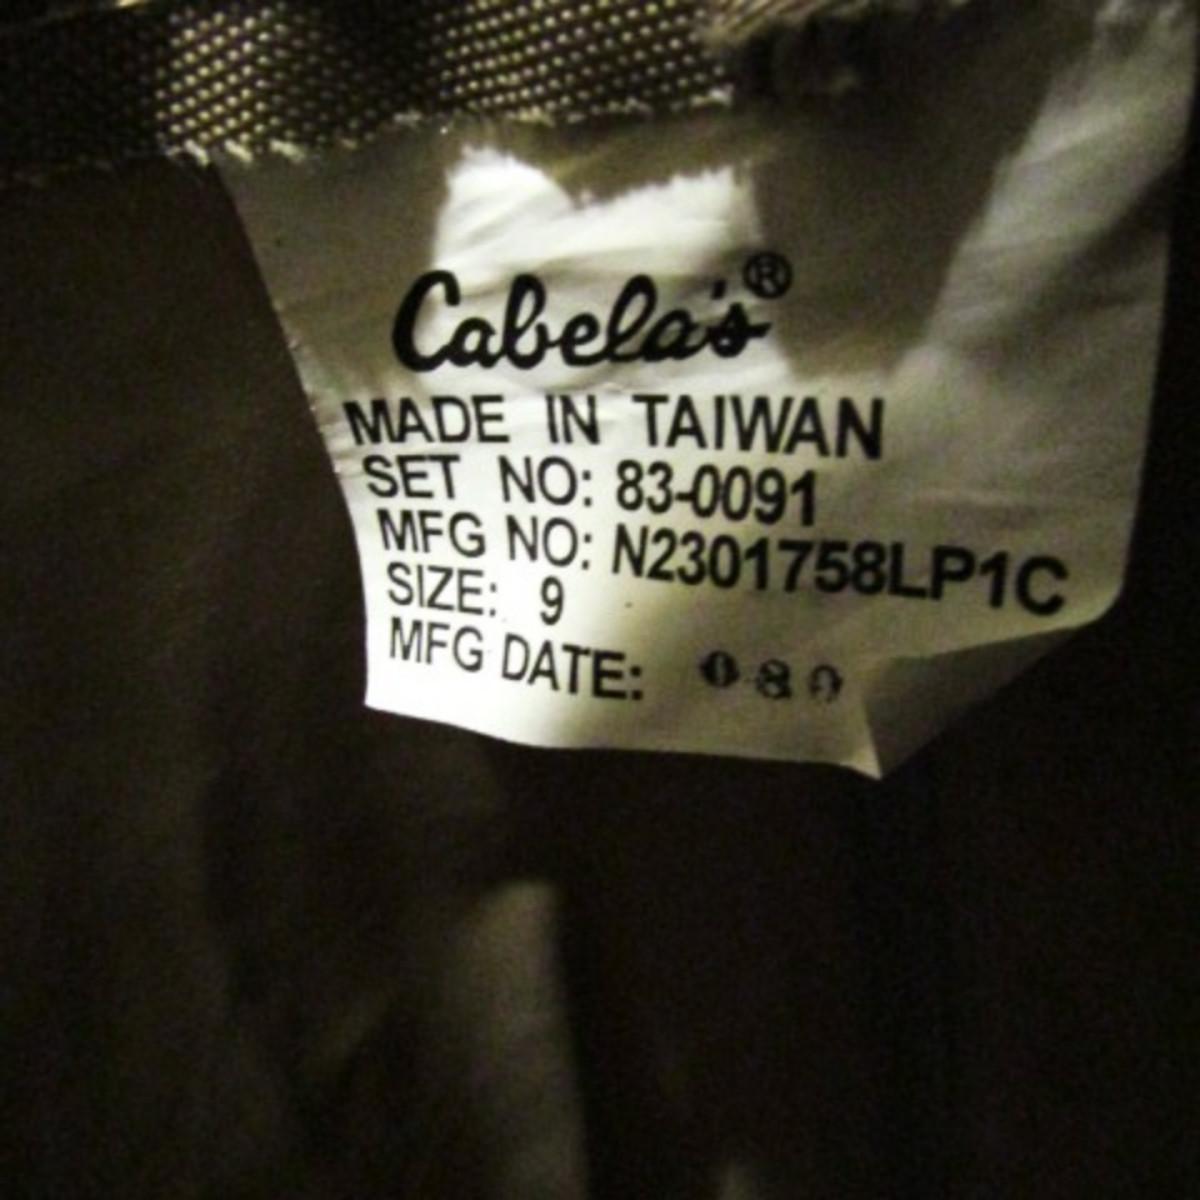 Cabela's®
MADE IN TAIWAN
SET NO: 83-0091
MFG NO: N2301758LP1C
SIZE: 9
MFG DATE: